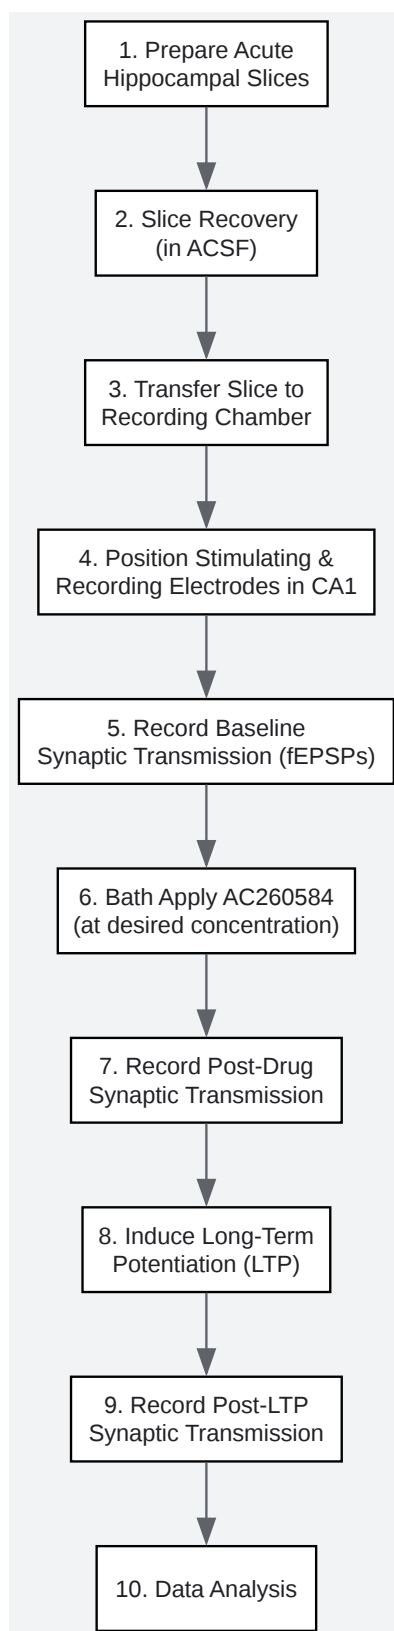 1. Prepare Acute
Hippocampal Slices
2. Slice Recovery
(in ACSF)
3. Transfer Slice to
Recording Chamber
4. Position Stimulating &
Recording Electrodes in CA1
5. Record Baseline
Synaptic Transmission (fEPSPs)
6. Bath Apply AC260584
(at desired concentration)
7. Record Post-Drug
Synaptic Transmission
8. Induce Long-Term
Potentiation (LTP)
9. Record Post-LTP
Synaptic Transmission
10. Data Analysis